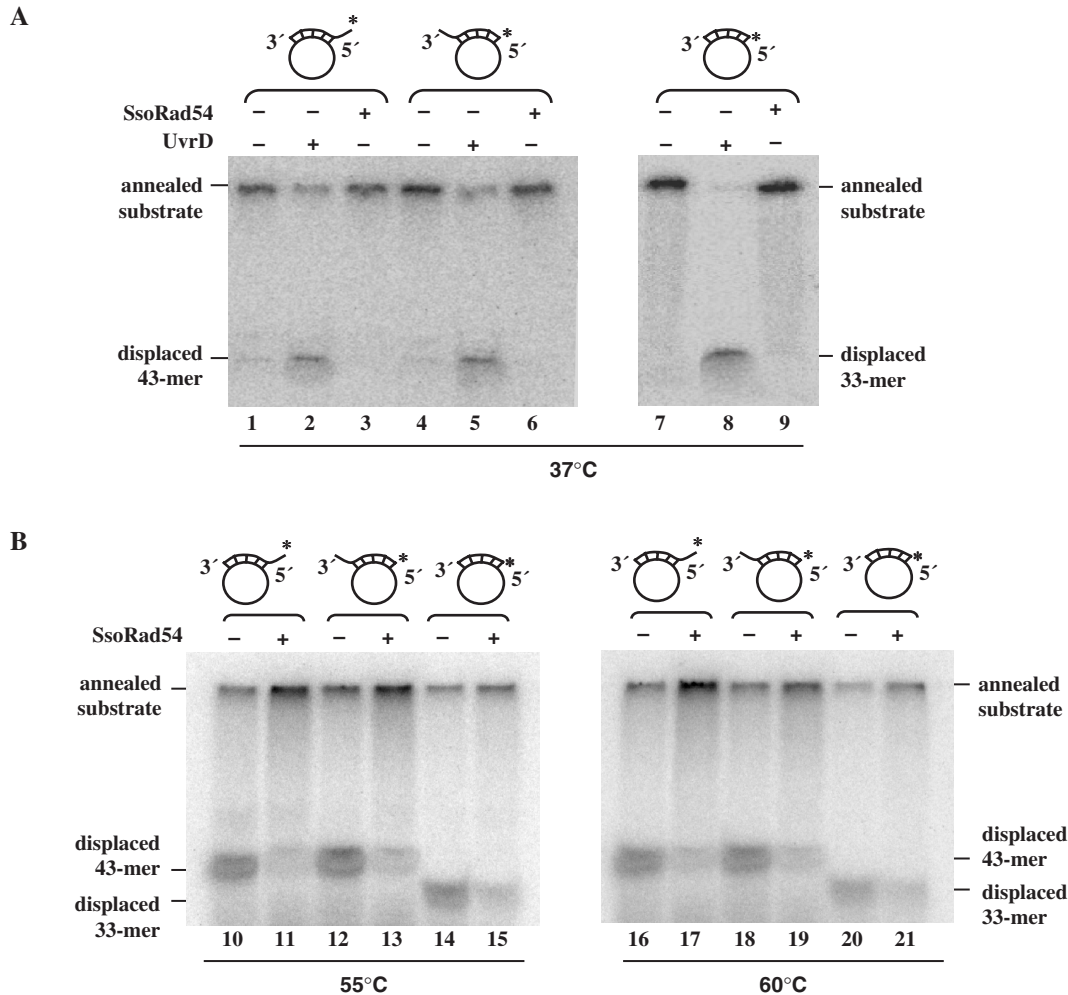 A
* * *
3´ 5´ 3´ 5´ 3´ 5´
SsoRad54 – – + – – + – – +
UvrD – + – – + – – + –
annealed substrate
annealed substrate
displaced 43-mer
displaced 33-mer
1 2 3 4 5 6 7 8 9
37°C
B
* * * * * *
3´ 5´ 3´ 5´ 3´ 5´ 3´ 5´ 3´ 5´ 3´ 5´
SsoRad54 – + – + – + – + – + – +
annealed substrate
annealed substrate
displaced 43-mer
displaced 43-mer
displaced 33-mer
displaced 33-mer
10 11 12 13 14 15 16 17 18 19 20 21
55°C 60°C